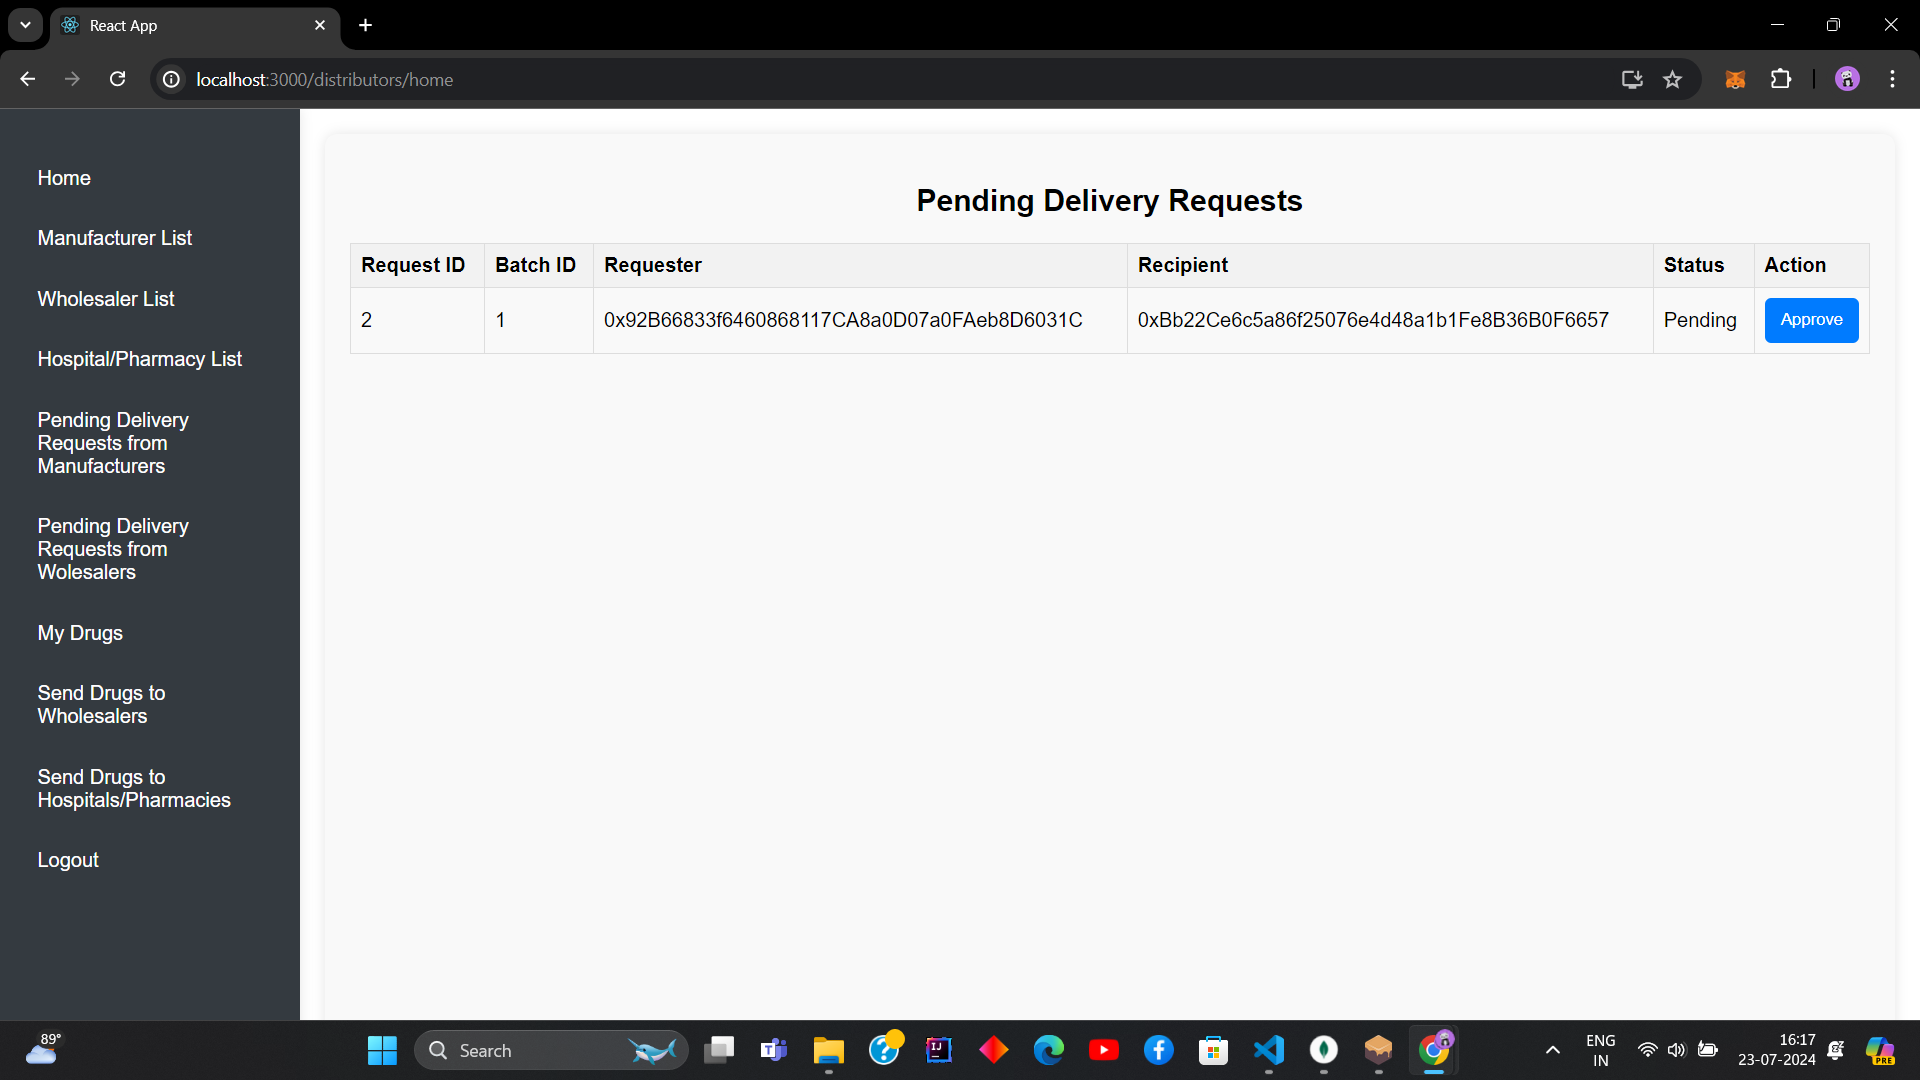 React App
localhost:3000/distributors/home
Home
Manufacturer List
Wholesaler List
Hospital/Pharmacy List
Pending Delivery
Requests from
Manufacturers
Pending Delivery
Requests from
Wolesalers
My Drugs
Send Drugs to
Wholesalers
Send Drugs to
Hospitals/Pharmacies
Logout
Pending Delivery Requests
Request ID Batch ID Requester Recipient Status Action
2 1 0x92B66833f6460868117CA8a0D07a0FAeb8D6031C 0xBb22Ce6c5a86f25076e4d48a1b1Fe8B36B0F6657 Pending Approve
89°
Search
ENG
IN
16:17
23-07-2024
PRE